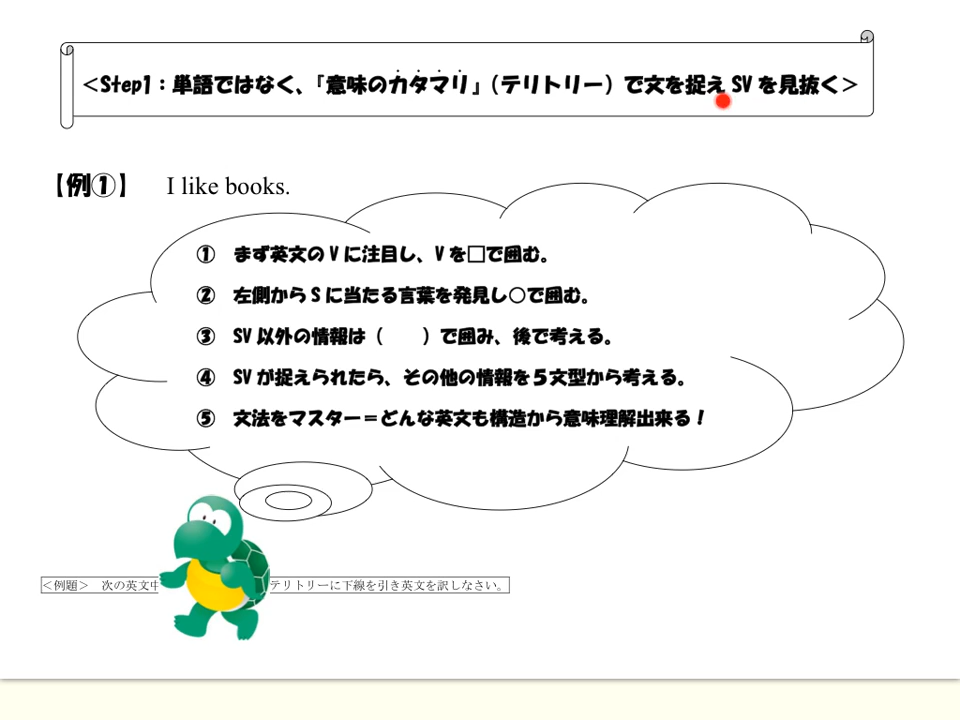 ＜Step1：単語ではなく、「意味のカタマリ」（テリトリー）で文を捉え SV を見抜く＞
【例①】 I like books.
① まず英文の V に注目し、V を□で囲む。
② 左側から S に当たる言葉を発見し○で囲む。
③ SV 以外の情報は（　　）で囲み、後で考える。
④ SV が捉えられたら、その他の情報を５文型から考える。
⑤ 文法をマスター＝どんな英文も構造から意味理解出来る！
＜例題＞ 次の英文中 テリトリーに下線を引き英文を訳しなさい。